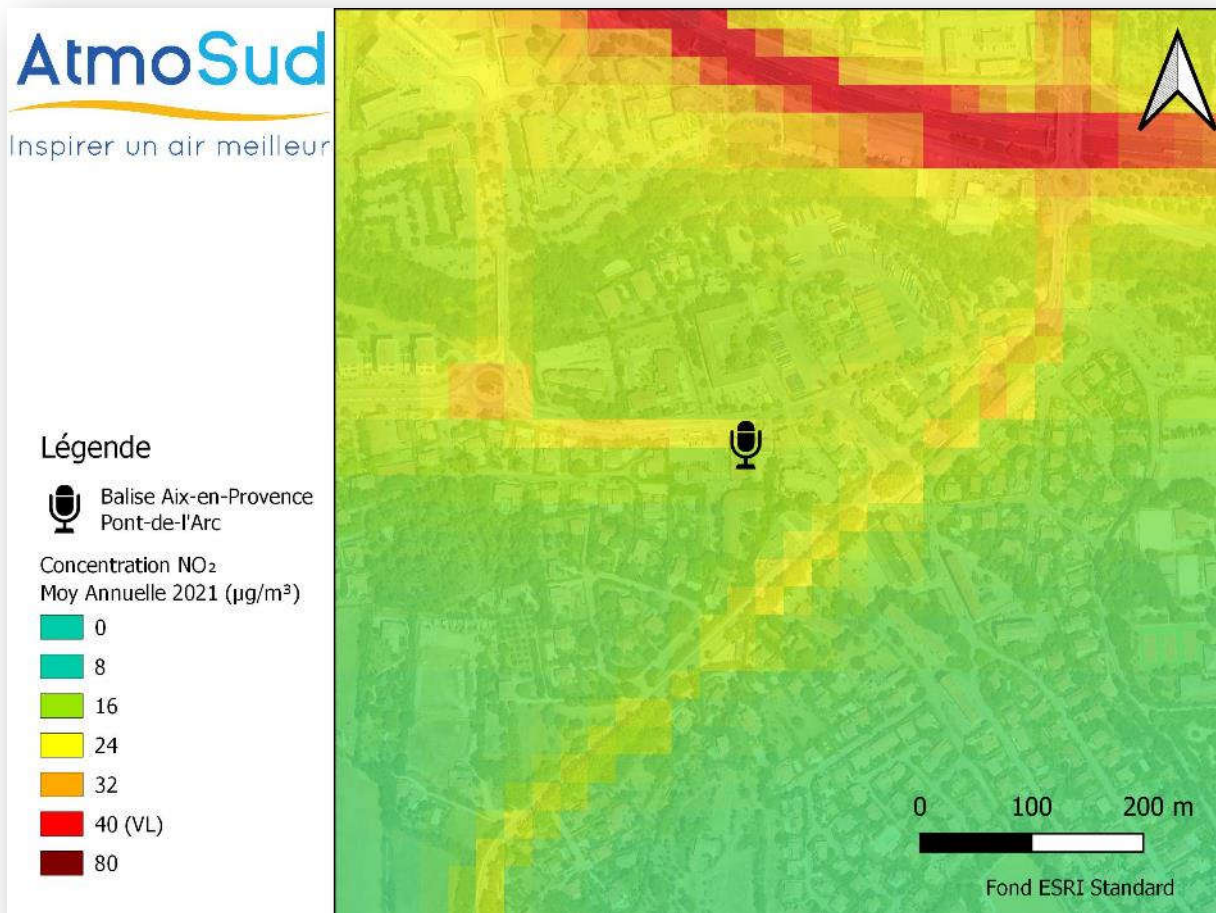 AtmoSud
Inspirer un air meilleur
Légende
Balise Aix-en-Provence
Pont-de-l'Arc
Concentration NO₂
Moy Annuelle 2021 (µg/m³)
0
8
16
24
32
40 (VL)
80
0 100 200 m
Fond ESRI Standard